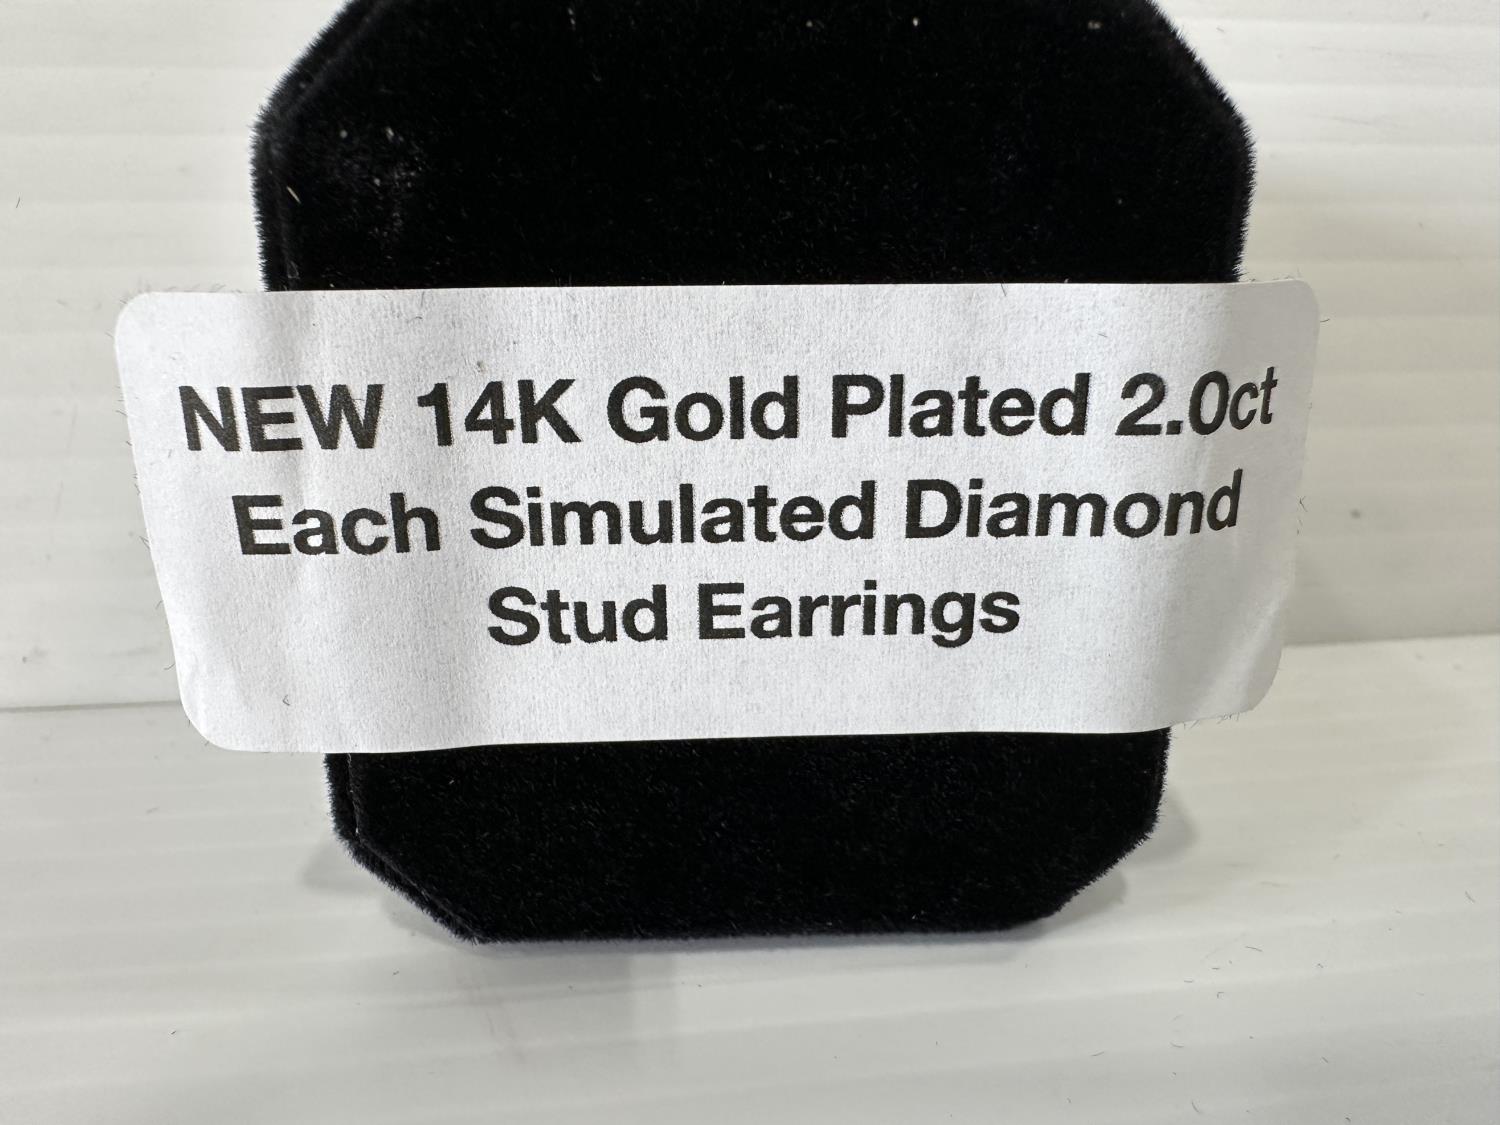 NEW 14K Gold Plated 2.0ct
Each Simulated Diamond
Stud Earrings